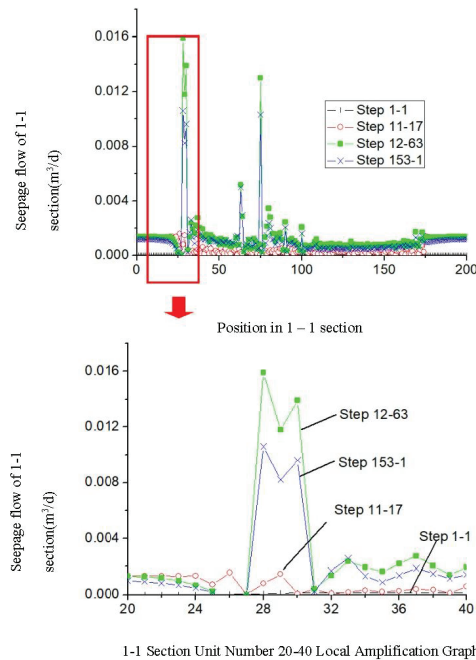 Seepage flow of 1-1
section(m³/d)
0.016
0.012
0.008
0.004
0.000
Step 1-1
Step 11-17
Step 12-63
Step 153-1
0 50 100 150 200
Position in 1 – 1 section
Seepage flow of 1-1
section(m³/d)
0.016
0.012
0.008
0.004
0.000
Step 12-63
Step 153-1
Step 11-17
Step 1-1
20 24 28 32 36 40
1-1 Section Unit Number 20-40 Local Amplification Grap